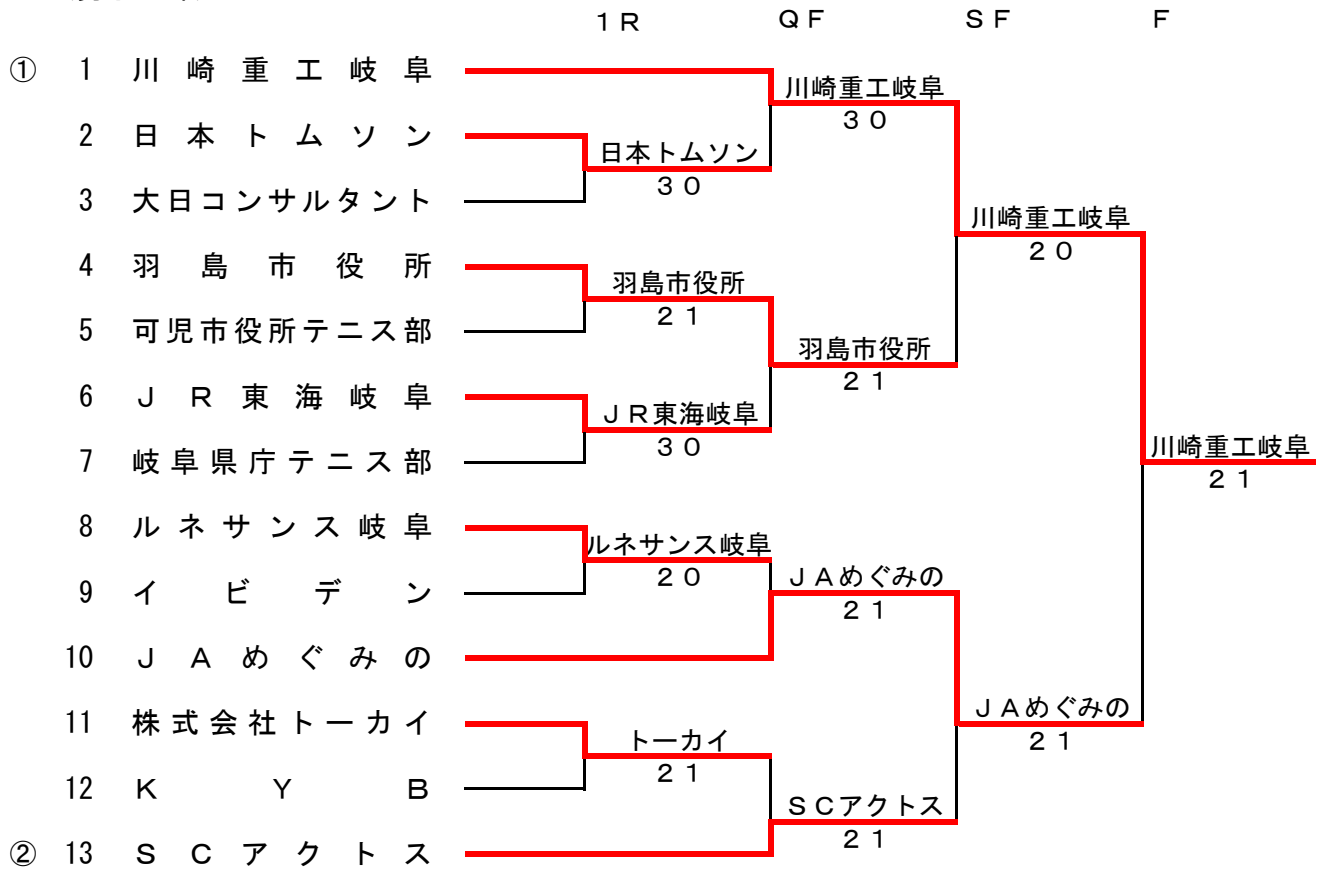 １Ｒ ＱＦ ＳＦ Ｆ
① 1 川崎重工岐阜
川崎重工岐阜
３０
2 日本トムソン
日本トムソン
３０
3 大日コンサルタント
川崎重工岐阜
２０
4 羽島市役所
羽島市役所
２１
5 可児市役所テニス部
羽島市役所
２１
6 ＪＲ東海岐阜
ＪＲ東海岐阜
３０
7 岐阜県庁テニス部
川崎重工岐阜
２１
8 ルネサンス岐阜
ルネサンス岐阜
２０
9 イビデン
ＪＡめぐみの
２１
10 ＪＡめぐみの
11 株式会社トーカイ
ＪＡめぐみの
２１
トーカイ
２１
12 ＫＹＢ
ＳＣアクトス
２１
② 13 ＳＣアクトス